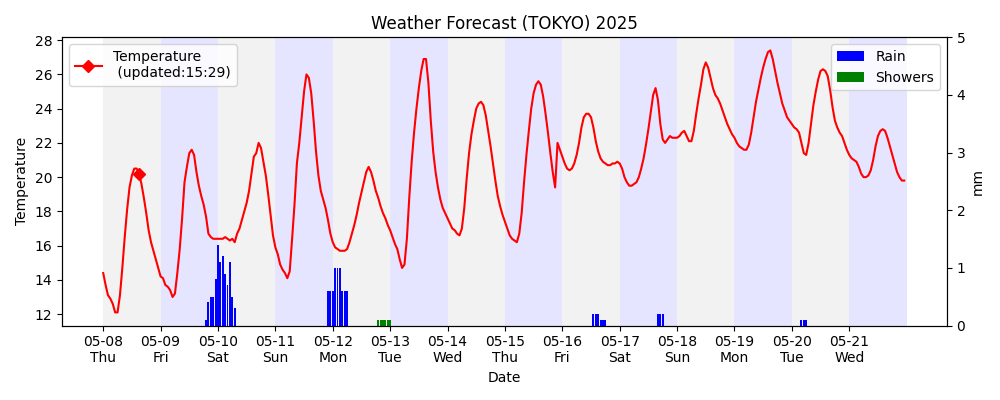 Weather Forecast (TOKYO) 2025
Temperature
(updated:15:29)
Rain
Showers
Temperature
28
26
24
22
20
18
16
14
12
5
4
3
2
1
0
mm
05-08 05-09 05-10 05-11 05-12 05-13 05-14 05-15 05-16 05-17 05-18 05-19 05-20 05-21
Thu Fri Sat Sun Mon Tue Wed Thu Fri Sat Sun Mon Tue Wed
Date